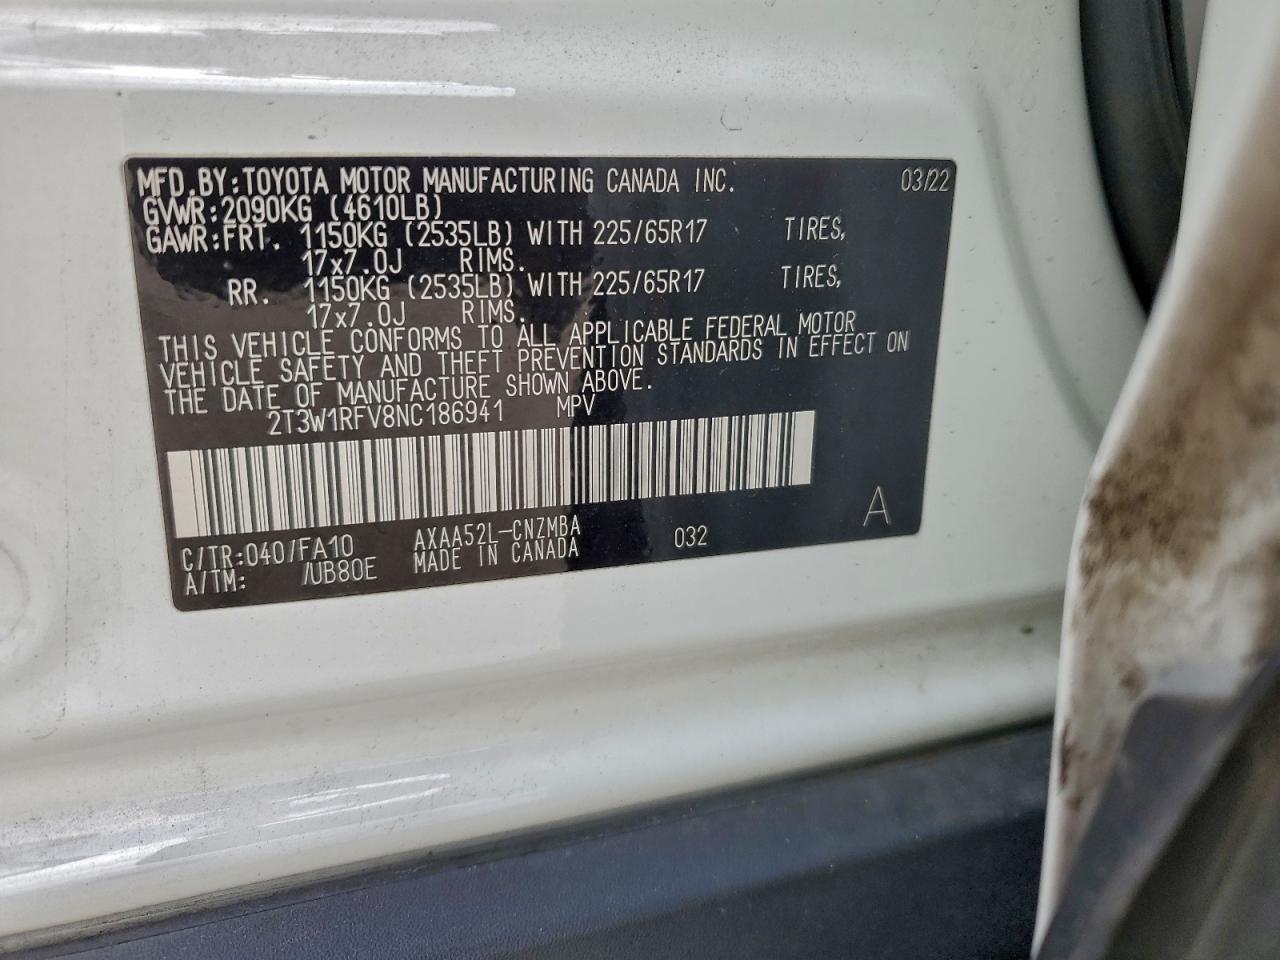 MFD.BY:TOYOTA MOTOR MANUFACTURING CANADA INC. 03/22
GVWR:2090KG (4610LB)
GAWR:FRT. 1150KG (2535LB) WITH 225/65R17 TIRES,
17x7.0J RIMS.
RR. 1150KG (2535LB) WITH 225/65R17 TIRES,
17x7.0J RIMS.
THIS VEHICLE CONFORMS TO ALL APPLICABLE FEDERAL MOTOR
VEHICLE SAFETY AND THEFT PREVENTION STANDARDS IN EFFECT ON
THE DATE OF MANUFACTURE SHOWN ABOVE.
2T3W1RFV8NC186941 MPV
A
C/TR:040/FA10 AXAA52L-CNZMBA 032
A/TM: /UB80E MADE IN CANADA